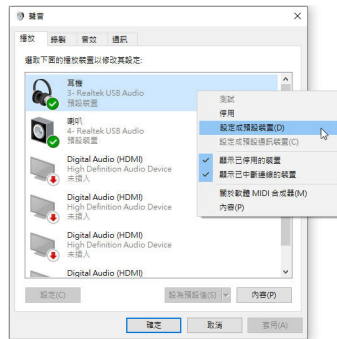 聲音
播放 錄製 音效 通訊
選取下面的播放裝置以修改其設定:
耳機
3- Realtek USB Audio
預設裝置
喇叭
4- Realtek USB Audio
預設裝置
Digital Audio (HDMI)
High Definition Audio Device
未插入
Digital Audio (HDMI)
High Definition Audio Device
未插入
Digital Audio (HDMI)
High Definition Audio Device
未插入
Digital Audio (HDMI)
測試
停用
設定成預設裝置(D)
設定成預設通訊裝置(C)
顯示已停用的裝置
顯示已中斷連線的裝置
關於軟體 MIDI 合成器(M)
內容(P)
設定(C) 設為預設值(S) 內容(P)
確定 取消 套用(A)